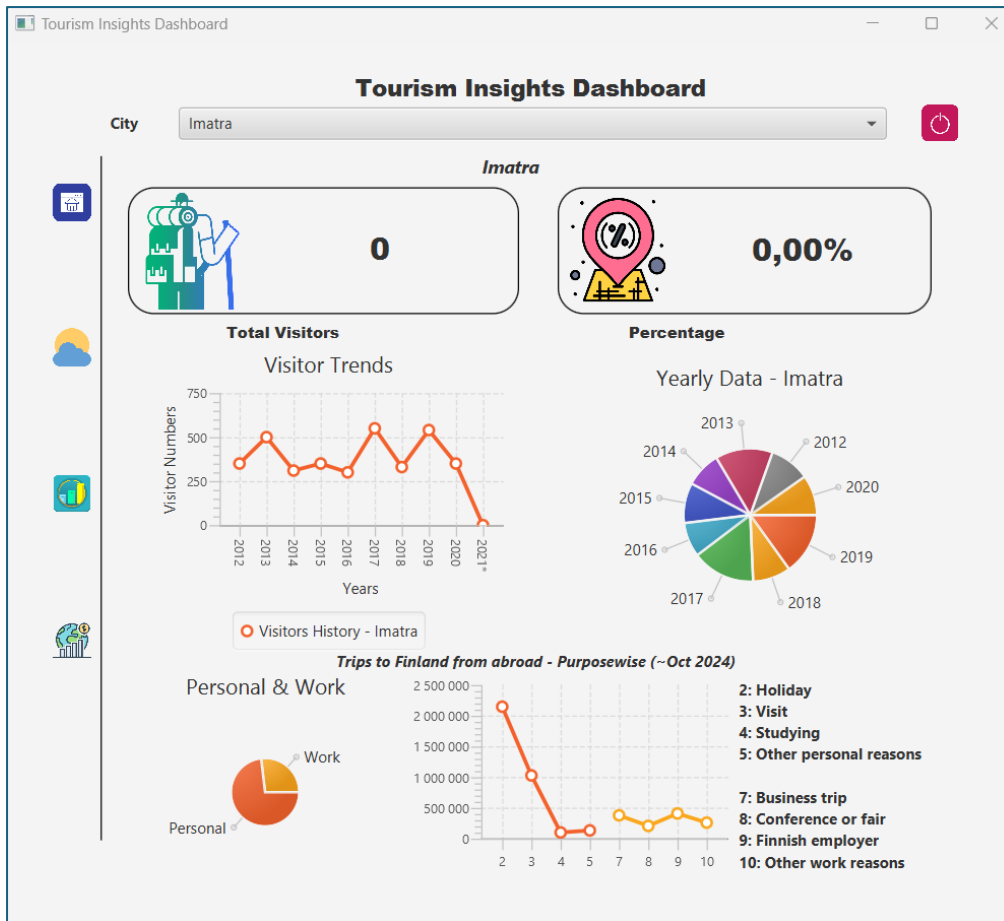 Tourism Insights Dashboard
Tourism Insights Dashboard
City
Imatra
Imatra
0
0,00%
Total Visitors
Percentage
Visitor Trends
Visitor Numbers
750
500
250
0
2012
2013
2014
2015
2016
2017
2018
2019
2020
2021*
Years
Visitors History - Imatra
Yearly Data - Imatra
2013
2012
2014
2020
2015
2016
2019
2017
2018
Trips to Finland from abroad - Purposewise (~Oct 2024)
Personal & Work
Work
Personal
2 500 000
2 000 000
1 500 000
1 000 000
500 000
0
2 3 4 5 7 8 9 10
2: Holiday
3: Visit
4: Studying
5: Other personal reasons
7: Business trip
8: Conference or fair
9: Finnish employer
10: Other work reasons